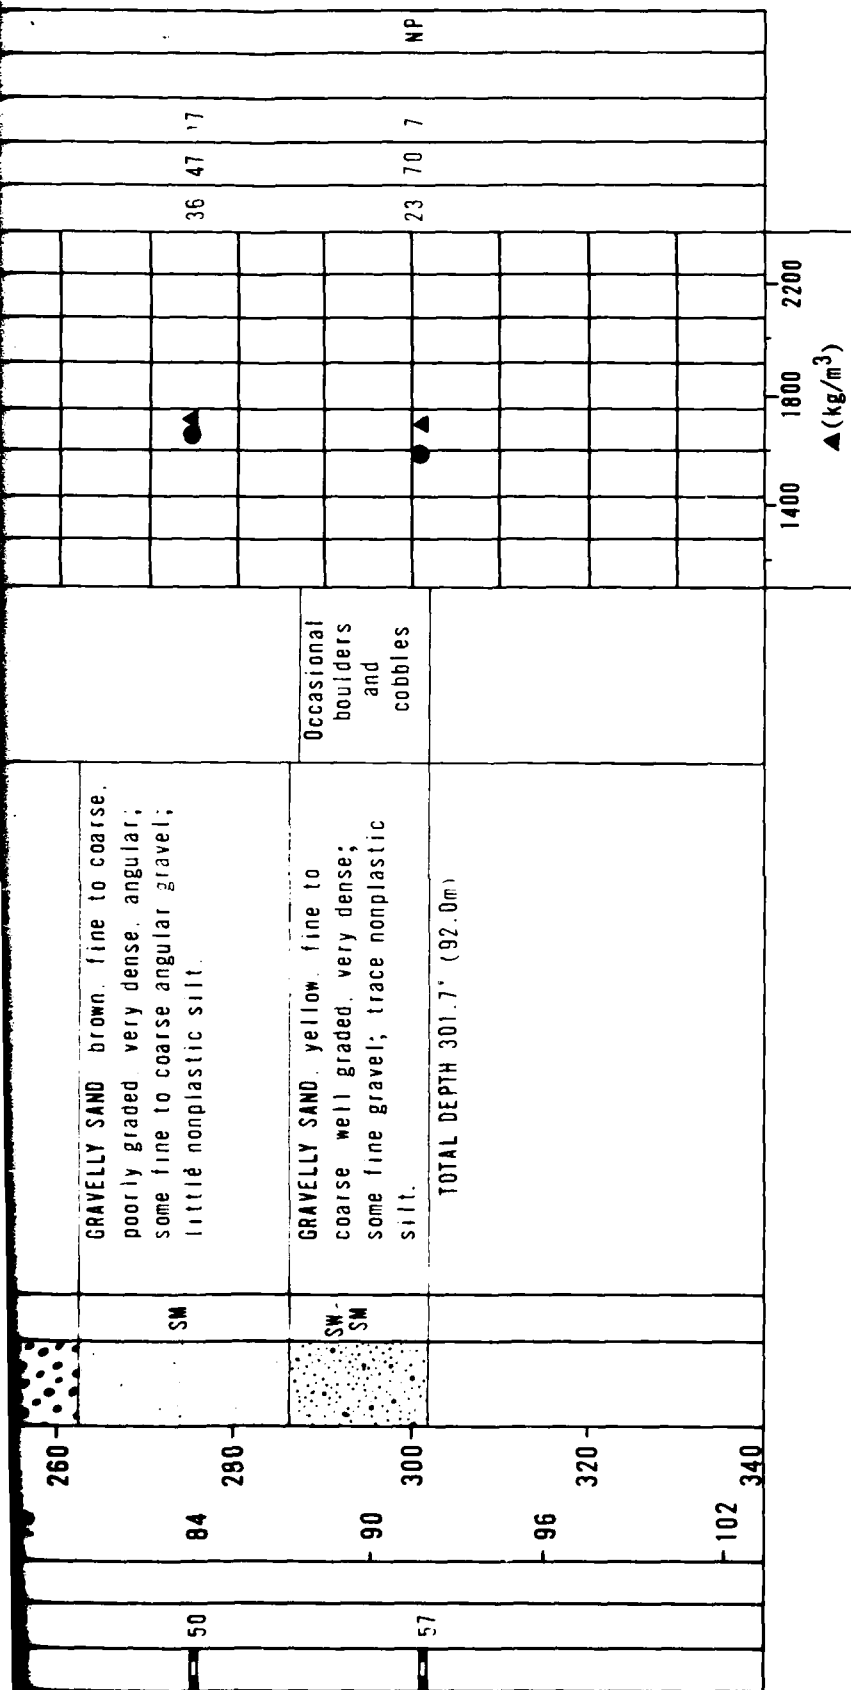 50
57
84
90
96
102
260
280
300
320
340
SM
SW-
SM
GRAVELLY SAND brown. fine to coarse.
poorly graded. very dense. angular;
some fine to coarse angular gravel;
little nonplastic silt.
GRAVELLY SAND. yellow. fine to
coarse well graded. very dense;
some fine gravel; trace nonplastic
silt.
TOTAL DEPTH 301.7' (92.0m)
Occasional
boulders
and
cobbles
1400 1800 2200
▲(kg/m³)
36 47 17
23 70 7 NP